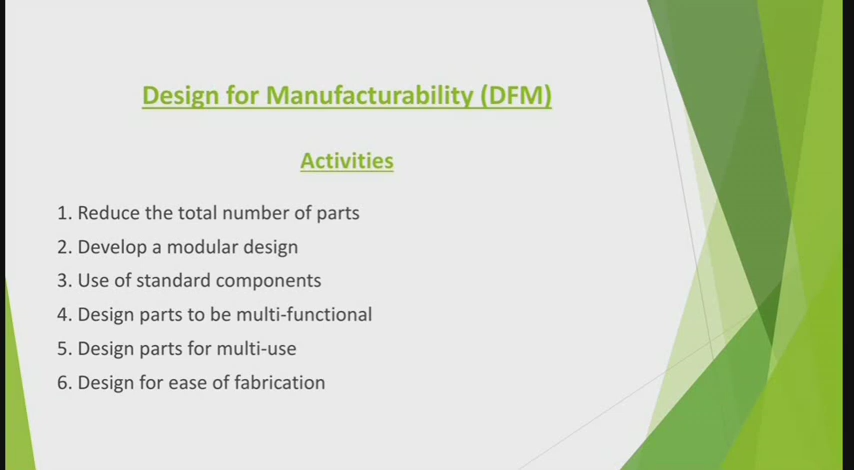 Design for Manufacturability (DFM)
Activities
1. Reduce the total number of parts
2. Develop a modular design
3. Use of standard components
4. Design parts to be multi-functional
5. Design parts for multi-use
6. Design for ease of fabrication